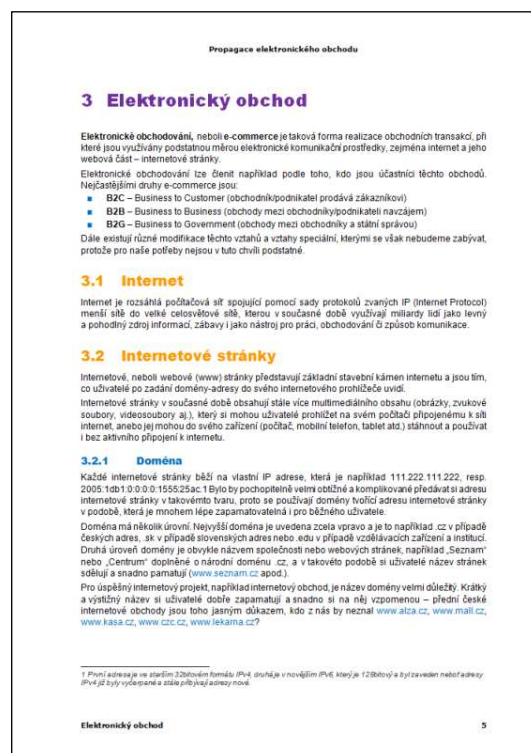 Propagace elektronického obchodu
3 Elektronický obchod
Elektronické obchodování, neboli e-commerce je taková forma realizace obchodních transakcí, při
které jsou využívány podstatnou měrou elektronické komunikační prostředky, zejména internet a jeho
webová část – internetové stránky.
Elektronické obchodování lze členit například podle toho, kdo jsou účastníci těchto obchodů.
Nejčastějšími druhy e-commerce jsou:
■ B2C – Business to Customer (obchodník/podnikatel prodává zákazníkovi)
■ B2B – Business to Business (obchody mezi obchodníky/podnikateli navzájem)
■ B2G – Business to Government (obchody mezi obchodníky a státní správou)
Dále existují různé modifikace těchto vztahů a vztahy speciální, kterými se však nebudeme zabývat,
protože pro naše potřeby nejsou v tuto chvíli podstatné.
3.1 Internet
Internet je rozsáhlá počítačová síť spojující pomocí sady protokolů zvaných IP (Internet Protocol)
menší sítě do velké celosvětové sítě, kterou v současné době využívají miliardy lidí jako levný
a pohodlný zdroj informací, zábavy i jako nástroj pro práci, obchodování či způsob komunikace.
3.2 Internetové stránky
Internetové, neboli webové (www) stránky představují základní stavební kámen internetu a jsou tím,
co uživatel po zadání domény-adresy do svého internetového prohlížeče uvidí.
Internetové stránky v současné době obsahují stále více multimediálního obsahu (obrázky, zvukové
soubory, videosoubory aj.), který si mohou uživatelé prohlížet na svém počítači připojenému k síti
internet, anebo jej mohou do svého zařízení (počítač, mobilní telefon, tablet atd.) stáhnout a používat
i bez aktivního připojení k internetu.
3.2.1 Doména
Každé internetové stránky běží na vlastní IP adrese, která je například 111.222.111.222, resp.
2005:1db1:0:0:0:0:1555:25ac.1 Bylo by pochopitelně velmi obtížné a komplikované předávat si adresu
internetové stránky v takovémto tvaru, proto se používají domény tvořící adresu internetové stránky
v podobě, která je mnohem lépe zapamatovatelná i pro běžného uživatele.
Doména má několik úrovní. Nejvyšší doména je uvedena zcela vpravo a je to například .cz v případě
českých adres, .sk v případě slovenských adres nebo .edu v případě vzdělávacích zařízení a institucí.
Druhá úroveň domény je obvykle názvem společnosti nebo webových stránek, například „Seznam“
nebo „Centrum“ doplněné o národní doménu .cz, a v takovéto podobě si uživatelé název stránek
sdělují a snadno pamatují (www.seznam.cz apod.).
Pro úspěšný internetový projekt, například internetový obchod, je název domény velmi důležitý. Krátký
a výstižný název si uživatelé dobře zapamatují a snadno si na něj vzpomenou – přední české
internetové obchody jsou toho jasným důkazem, kdo z nás by neznal www.alza.cz, www.mall.cz,
www.kasa.cz, www.czc.cz, www.lekarna.cz?
1 První adresa je ve starším 32bitovém formátu IPv4, druhá je v novějším IPv6, který je 128bitový a byl zaveden neboť adresy
IPv4 již byly vyčerpané a stále přibývají adresy nové.
Elektronický obchod 5